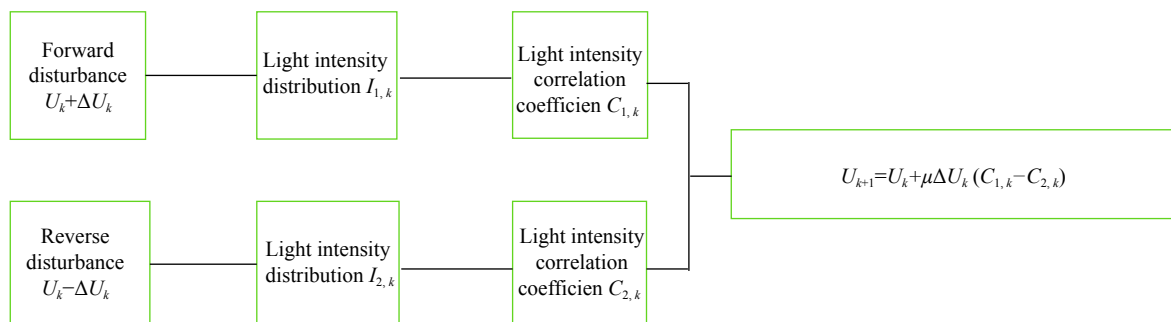 Forward
disturbance
Uₖ+ΔUₖ
Light intensity
distribution I₁,ₖ
Light intensity
correlation
coefficien C₁,ₖ
Reverse
disturbance
Uₖ−ΔUₖ
Light intensity
distribution I₂,ₖ
Light intensity
correlation
coefficien C₂,ₖ
Uₖ₊₁=Uₖ+μΔUₖ (C₁,ₖ−C₂,ₖ)